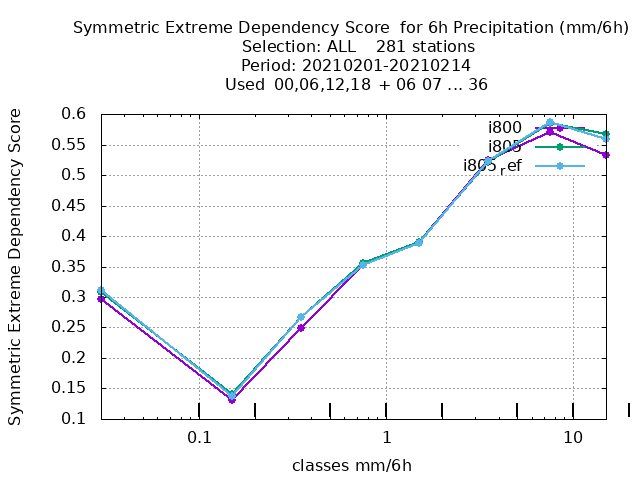 Symmetric Extreme Dependency Score  for 6h Precipitation (mm/6h)
Selection: ALL    281 stations
Period: 20210201-20210214
Used  00,06,12,18  + 06 07 ... 36
Symmetric Extreme Dependency Score
0.6
0.55
0.5
0.45
0.4
0.35
0.3
0.25
0.2
0.15
0.1
i800
i805
i805ref
0.1
1
10
classes mm/6h